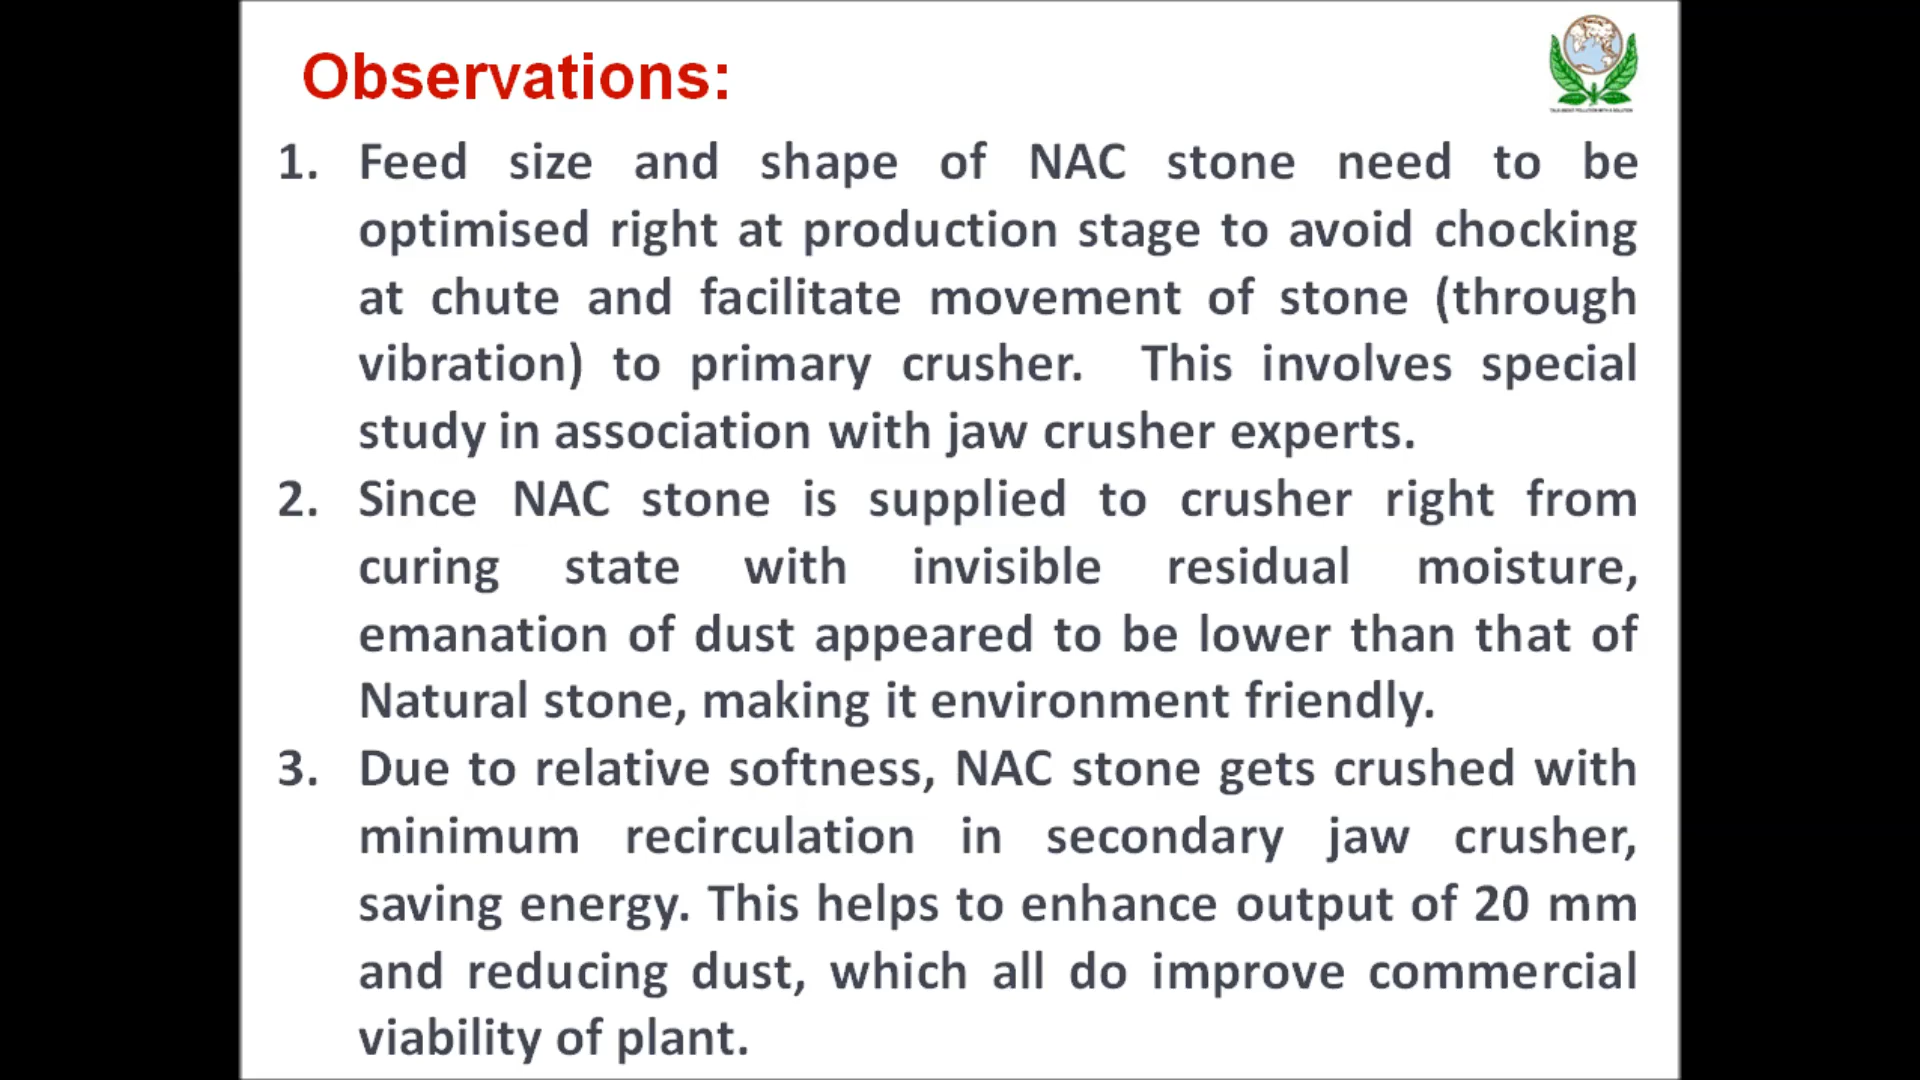 Observations:
1. Feed size and shape of NAC stone need to be
optimised right at production stage to avoid chocking
at chute and facilitate movement of stone (through
vibration) to primary crusher. This involves special
study in association with jaw crusher experts.
2. Since NAC stone is supplied to crusher right from
curing state with invisible residual moisture,
emanation of dust appeared to be lower than that of
Natural stone, making it environment friendly.
3. Due to relative softness, NAC stone gets crushed with
minimum recirculation in secondary jaw crusher,
saving energy. This helps to enhance output of 20 mm
and reducing dust, which all do improve commercial
viability of plant.